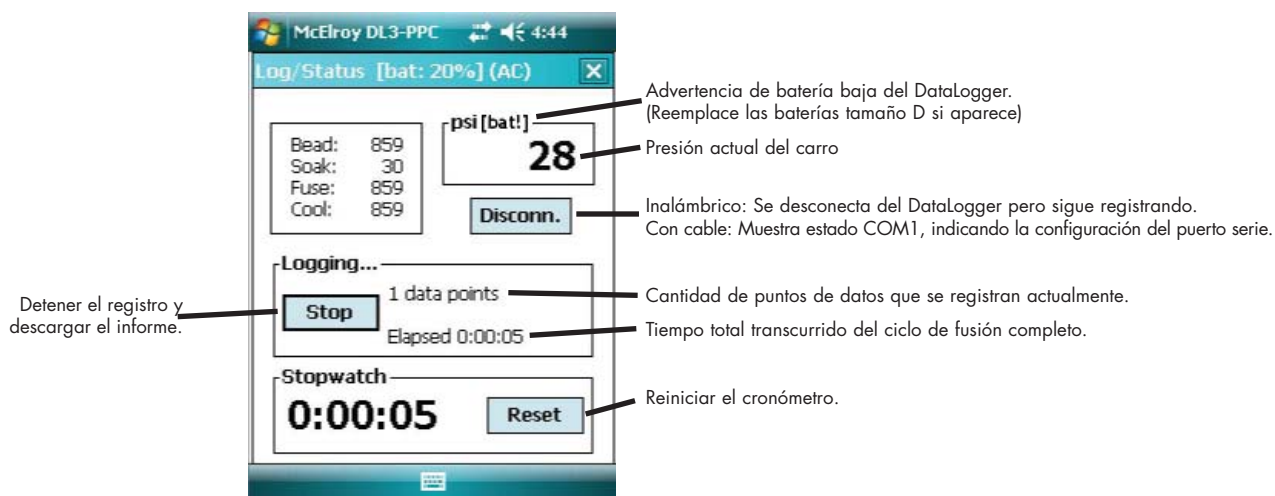 McElroy DL3-PPC 4:44
Log/Status [bat: 20%] (AC)
Bead: 859
Soak: 30
Fuse: 859
Cool: 859
psi [bat!]
28
Disconn.
Logging...
Stop
1 data points
Elapsed 0:00:05
Stopwatch
0:00:05
Reset
Detener el registro y
descargar el informe.
Advertencia de batería baja del DataLogger.
(Reemplace las baterías tamaño D si aparece)
Presión actual del carro
Inalámbrico: Se desconecta del DataLogger pero sigue registrando.
Con cable: Muestra estado COM1, indicando la configuración del puerto serie.
Cantidad de puntos de datos que se registran actualmente.
Tiempo total transcurrido del ciclo de fusión completo.
Reiniciar el cronómetro.